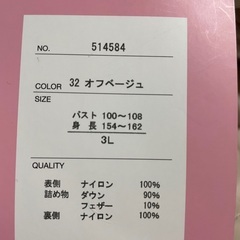 NO. 514584
COLOR 32 オフベージュ
SIZE
バスト 100～108
身 長 154～162
3L
QUALITY
表側 ナイロン 100%
詰め物 ダウン 90%
フェザー 10%
裏側 ナイロン 100%